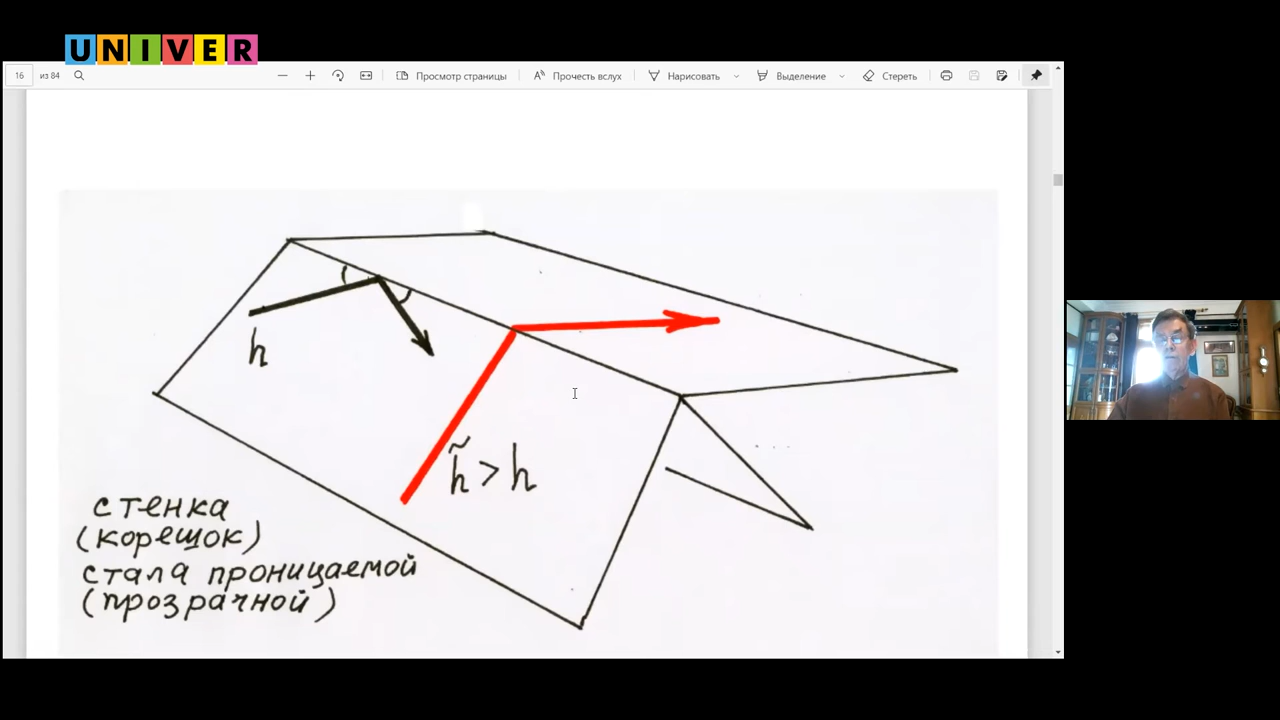 UNIVER
16 из 84 Просмотр страницы Прочесть вслух Нарисовать Выделение Стереть
h
h̃ > h
стенка
(корешок)
стала проницаемой
(прозрачной)